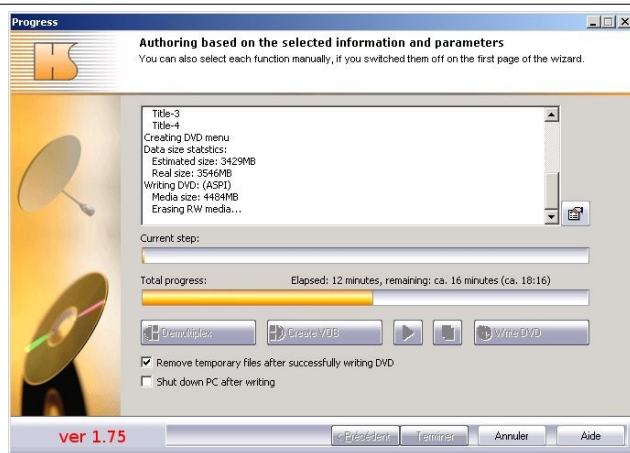 Progress
HS
Authoring based on the selected information and parameters
You can also select each function manually, if you switched them off on the first page of the wizard.
Title-3
Title-4
Creating DVD menu
Data size statstics:
Estimated size: 3429MB
Real size: 3546MB
Writing DVD: (ASPI)
Media size: 4484MB
Erasing RW media...
Current step:
Total progress: Elapsed: 12 minutes, remaining: ca. 16 minutes (ca. 18:16)
Demultiplex Create VOB Write DVD
Remove temporary files after successfully writing DVD
Shut down PC after writing
ver 1.75 < Précédent Terminer Annuler Aide